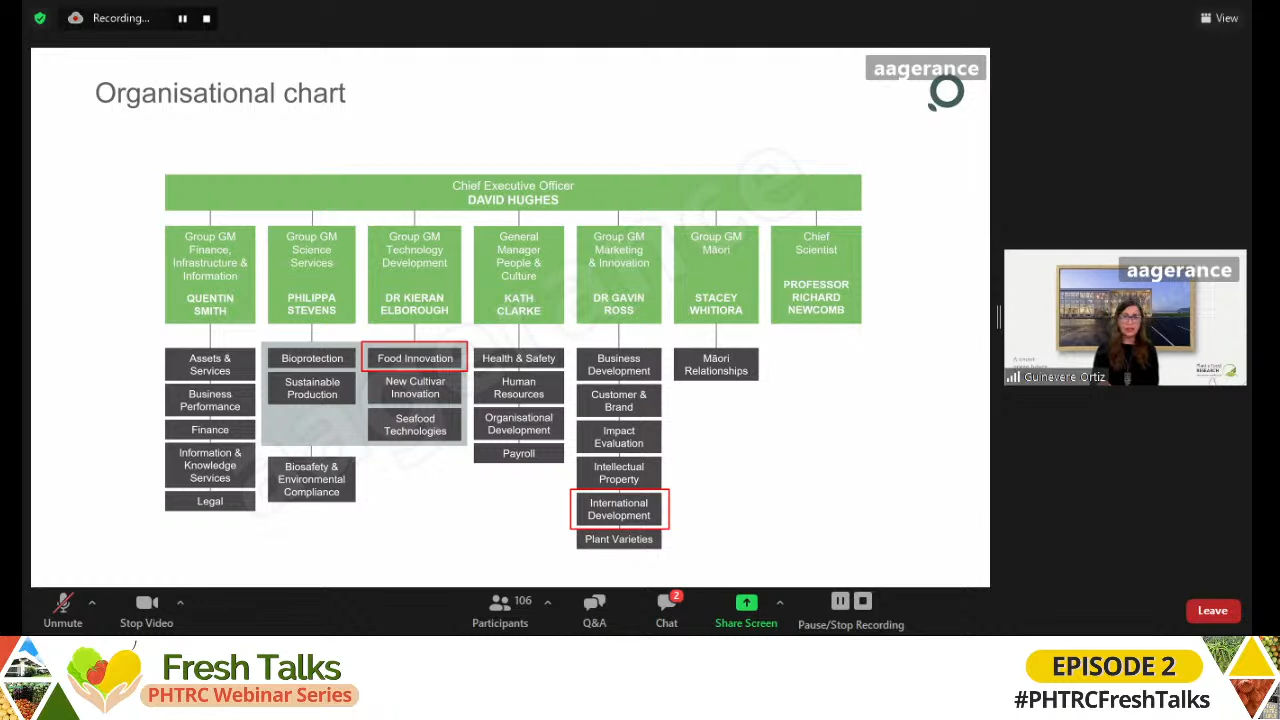 Recording...
View
aagerance
Organisational chart
Chief Executive Officer
DAVID HUGHES
Group GM
Finance,
Infrastructure &
Information
QUENTIN
SMITH
Group GM
Science
Services
PHILIPPA
STEVENS
Group GM
Technology
Development
DR KIERAN
ELBOROUGH
General
Manager
People &
Culture
KATH
CLARKE
Group GM
Marketing
& Innovation
DR GAVIN
ROSS
Group GM
Māori
STACEY
WHITIORA
Chief
Scientist
PROFESSOR
RICHARD
NEWCOMB
Assets &
Services
Business
Performance
Finance
Information &
Knowledge
Services
Legal
Bioprotection
Sustainable
Production
Biosafety &
Environmental
Compliance
Food Innovation
New Cultivar
Innovation
Seafood
Technologies
Health & Safety
Human
Resources
Organisational
Development
Payroll
Business
Development
Customer &
Brand
Impact
Evaluation
Intellectual
Property
International
Development
Plant Varieties
Māori
Relationships
aagerance
Guinevere Ortiz
Plant & Food
RESEARCH
Unmute
Stop Video
106
Participants
Q&A
2
Chat
Share Screen
Pause/Stop Recording
Leave
Fresh Talks
PHTRC Webinar Series
EPISODE 2
#PHTRCFreshTalks